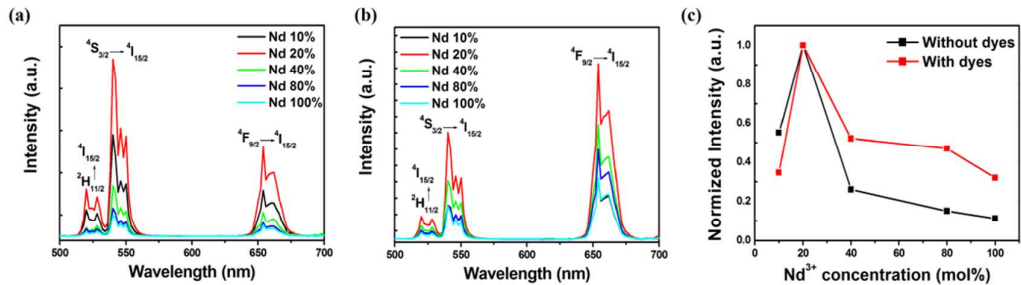 (a)
⁴S₃/₂ → ⁴I₁₅/₂
Nd 10%
Nd 20%
Nd 40%
Nd 80%
Nd 100%
⁴F₉/₂ → ⁴I₁₅/₂
⁴I₁₅/₂
²H₁₁/₂
Intensity (a.u.)
500 550 600 650 700
Wavelength (nm)
(b)
Nd 10%
Nd 20%
Nd 40%
Nd 80%
Nd 100%
⁴F₉/₂ → ⁴I₁₅/₂
⁴S₃/₂ → ⁴I₁₅/₂
⁴I₁₅/₂
²H₁₁/₂
Intensity (a.u.)
500 550 600 650 700
Wavelength (nm)
(c)
Without dyes
With dyes
Normized Intensity (a.u.)
1.0
0.8
0.6
0.4
0.2
0.0
0 20 40 60 80 100
Nd³⁺ concentration (mol%)